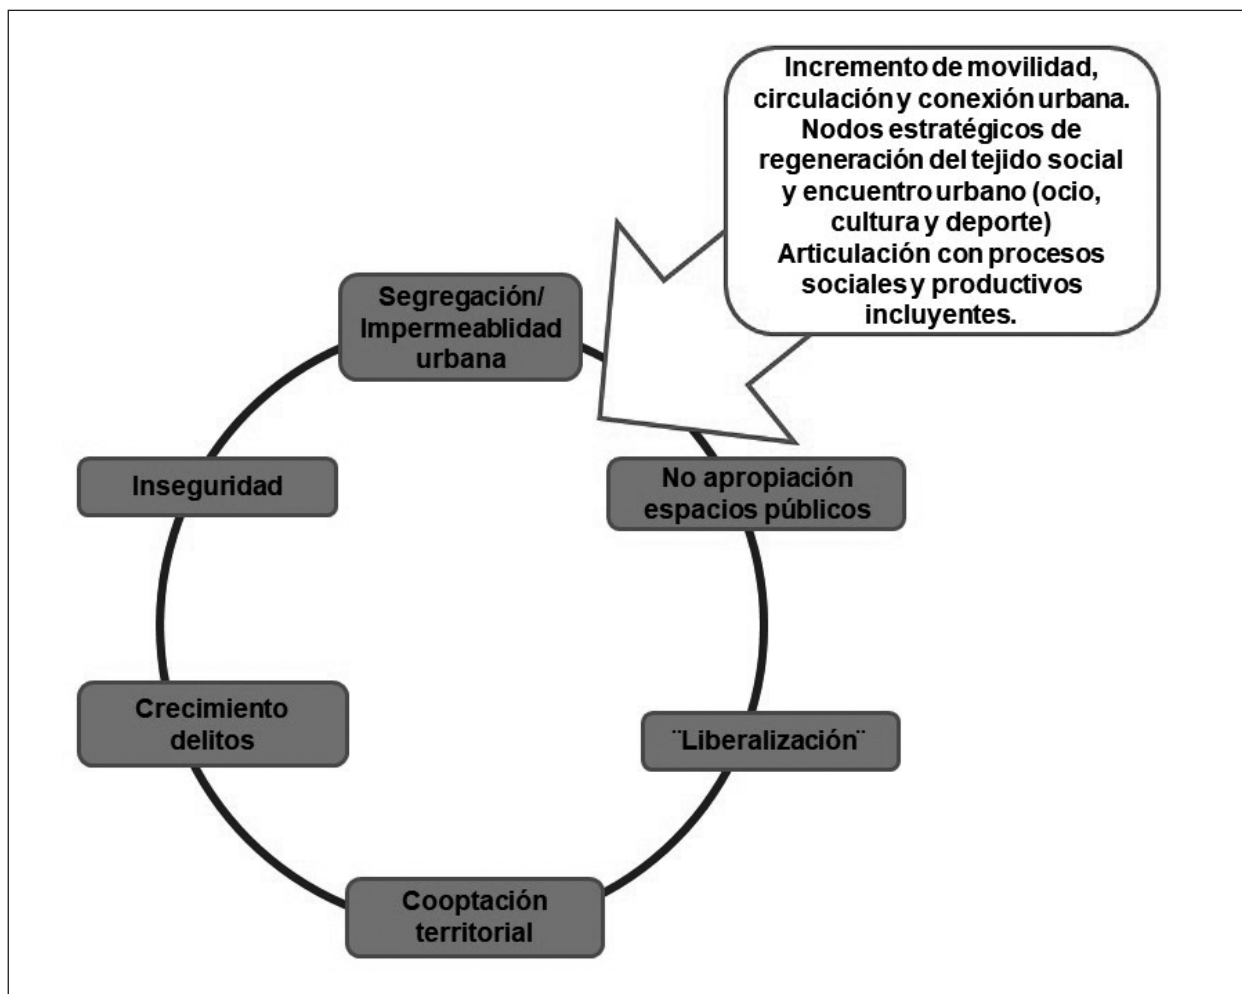 Incremento de movilidad,
circulación y conexión urbana.
Nodos estratégicos de
regeneración del tejido social
y encuentro urbano (ocio,
cultura y deporte)
Articulación con procesos
sociales y productivos
incluyentes.
Segregación/
Impermeablidad
urbana
Inseguridad
No apropiación
espacios públicos
Crecimiento
delitos
¨Liberalización¨
Cooptación
territorial